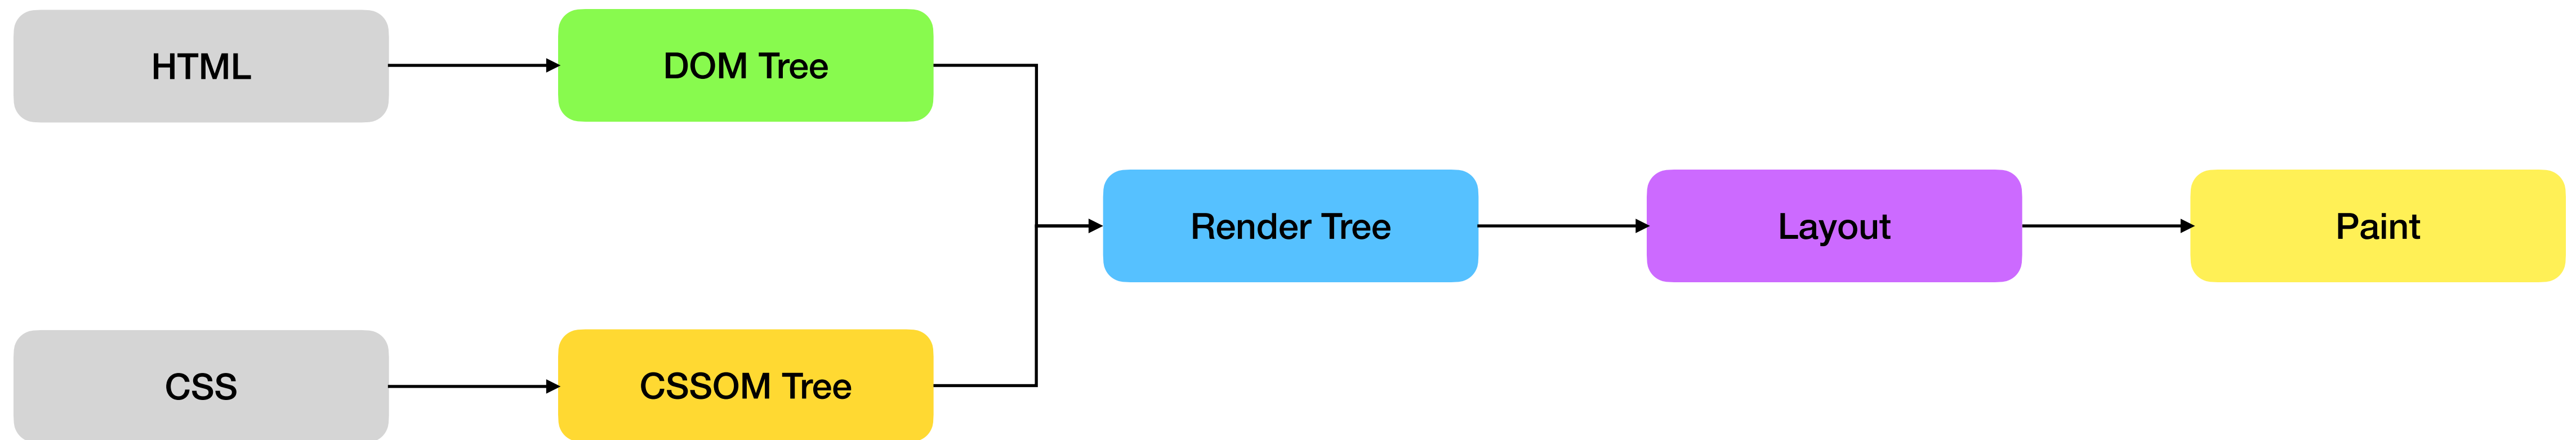 HTML
DOM Tree
Render Tree
Layout
Paint
CSS
CSSOM Tree